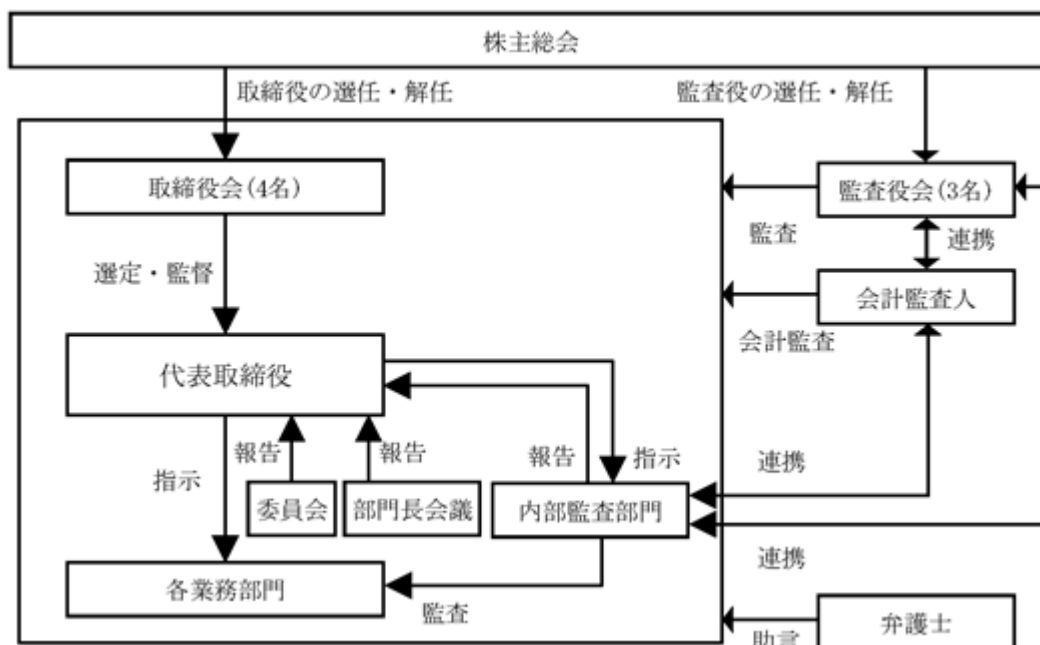 株主総会
取締役の選任・解任
監査役の選任・解任
取締役会(4名)
監査役会(3名)
監査
連携
選定・監督
会計監査人
会計監査
代表取締役
報告
報告
報告
指示
連携
指示
委員会
部門長会議
内部監査部門
連携
各業務部門
監査
弁護士
助言